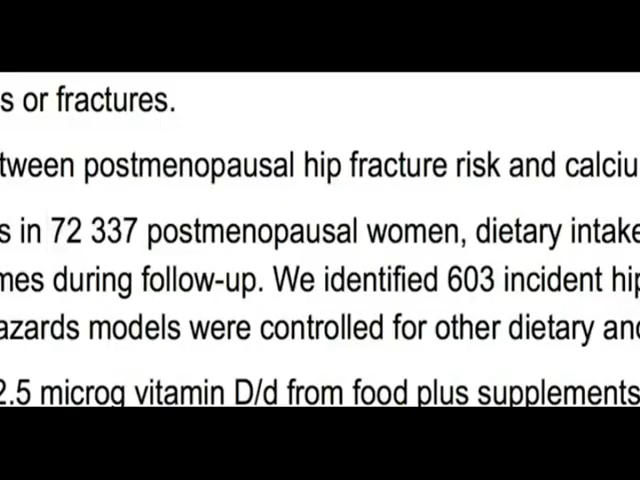 s or fractures.
tween postmenopausal hip fracture risk and calciu
s in 72 337 postmenopausal women, dietary intake
mes during follow-up. We identified 603 incident hip
azards models were controlled for other dietary and
2.5 microg vitamin D/d from food plus supplements